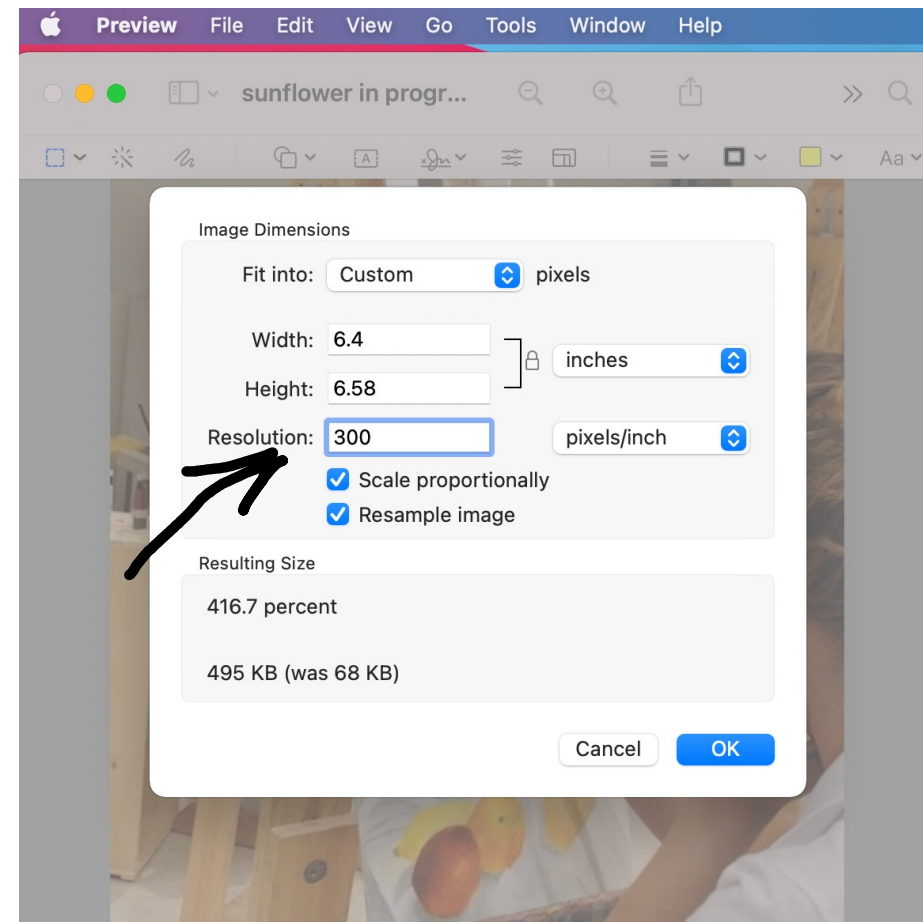 Preview File Edit View Go Tools Window Help
sunflower in progr...
A
Aa
Image Dimensions
Fit into: Custom pixels
Width: 6.4
inches
Height: 6.58
Resolution: 300 pixels/inch
Scale proportionally
Resample image
Resulting Size
416.7 percent
495 KB (was 68 KB)
Cancel OK